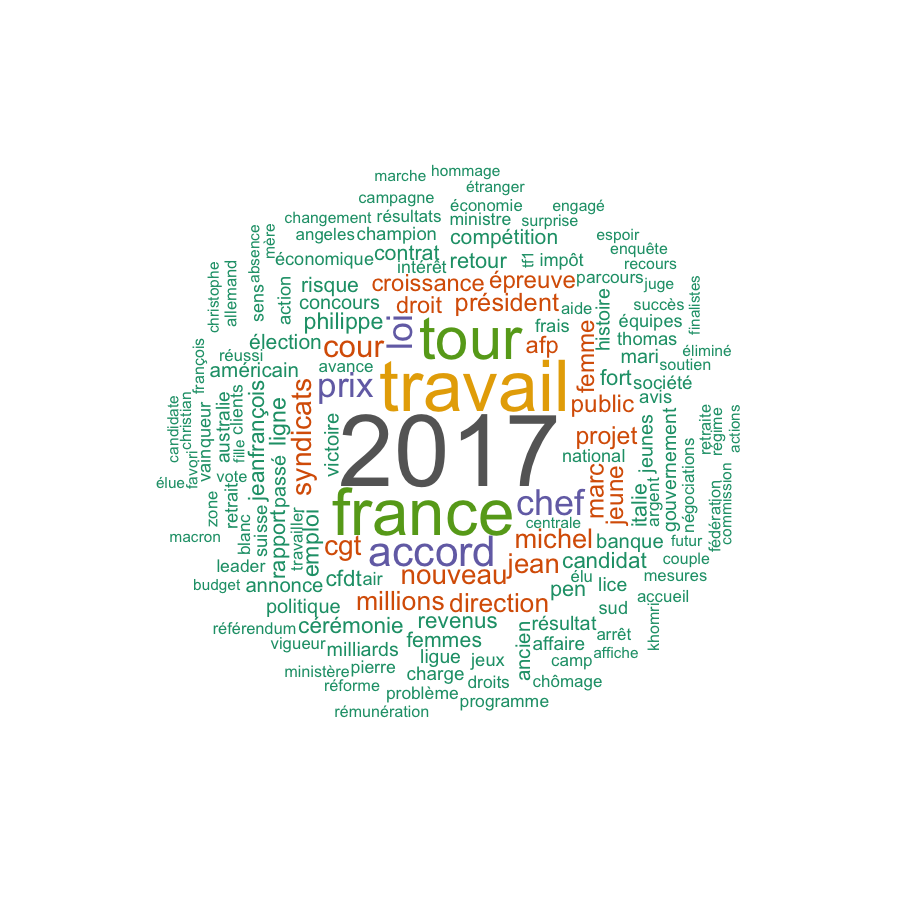 hommage
marche
étranger
campagne
économie
engagé
changement
résultats
ministre
surprise
angeles
champion
compétition
espoir
enquête
économique
contrat
intérêt
retour
tf1
impôt
recours
mère
absence
christophe
allemand
sens
action
risque
croissance
épreuve
parcours
juge
concours
droit
président
aide
histoire
succès
finalistes
philippe
loi
tour
frais
équipes
élection
cour
afp
femme
thomas
françois
réussi
avance
mari
éliminé
américain
prix
travail
fort
société
soutien
candidate
christian
favori
vainqueur
australie
fille
clients
jeanfrançois
ligne
syndicats
public
avis
victoire
2017
projet
jeunes
gouvernement
retraite
régime
actions
élue
vote
passé
national
zone
retrait
france
chef
marc
jeune
italie
argent
négociations
fédération
commission
macron
blanc
suisse
rapport
travailler
emploi
centrale
cgt
accord
michel
banque
futur
leader
cfdt
air
nouveau
jean
candidat
couple
budget
annonce
élu
pen
lice
mesures
accueil
politique
millions
direction
sud
khomri
référendum
cérémonie
revenus
résultat
arrêt
vigueur
milliards
femmes
ancien
affaire
affiche
ministère
pierre
ligue
jeux
camp
réforme
charge
droits
chômage
problème
programme
rémunération